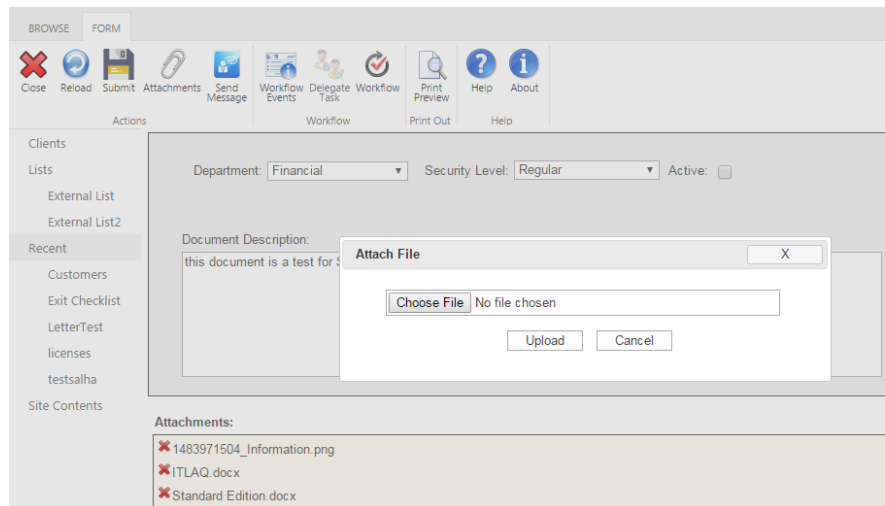 BROWSE FORM
Close Reload Submit Attachments Send Message Workflow Events Delegate Task Workflow Print Preview Help About
Actions Workflow Print Out Help
Clients
Lists
External List
External List2
Recent
Customers
Exit Checklist
LetterTest
licenses
testsalha
Site Contents
Department: Financial Security Level: Regular Active:
Document Description:
this document is a test for
Attach File X
Choose File No file chosen
Upload Cancel
Attachments:
1483971504_Information.png
ITLAQ.docx
Standard Edition.docx